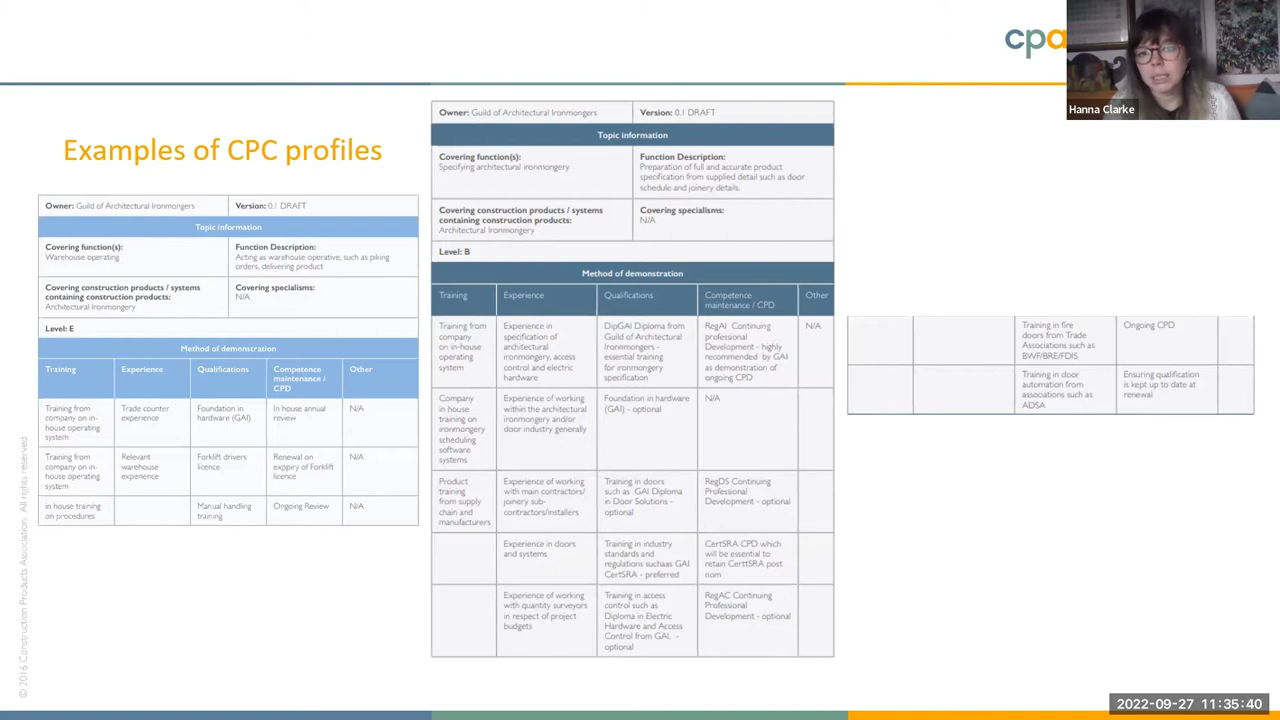 cpa
Hanna Clarke
Examples of CPC profiles
Owner: Guild of Architectural Ironmongers
Version: 0.1 DRAFT
Topic information
Covering function(s):
Warehouse operating
Function Description:
Acting as warehouse operative, such as piking
orders, delivering product
Covering construction products / systems
containing construction products:
Architectural Ironmongery
Covering specialisms:
N/A
Level: E
Method of demonstration
Training
Experience
Qualifications
Competence
maintenance /
CPD
Other
Training from
company on in-
house operating
system
Trade counter
experience
Foundation in
hardware (GAI)
In house annual
review
N/A
Training from
company on in-
house operating
system
Relevant
warehouse
experience
Forklift drivers
licence
Renewal on
exppiry of Forklift
licence
N/A
in house training
on procedures
Manual handling
training
Ongoing Review
N/A
Owner: Guild of Architectural Ironmongers
Version: 0.1 DRAFT
Topic information
Covering function(s):
Specifying architectural ironmongery
Function Description:
Preparation of full and accurate product
specification from supplied detail such as door
schedule and joinery details.
Covering construction products / systems
containing construction products:
Architectural Ironmongery
Covering specialisms:
N/A
Level: B
Method of demonstration
Training
Experience
Qualifications
Competence
maintenance / CPD
Other
Training from
company
on in-house
operating
system
Experience in
specification of
architectural
ironmongery, access
control and electric
hardware
DipGAI Diploma from
Guild of Architectural
Ironmongers -
essential training
for ironmongery
specification
RegAI Continuing
professional
Development - highly
recommended by GAI
as demonstration of
ongoing CPD
N/A
Company
in house
training on
ironmongery
scheduling
software
systems
Experience of working
within the architectural
ironmongery and/or
door industry generally
Foundation in hardware
(GAI) - optional
N/A
Product
training
from supply
chain and
manufacturers
Experience of working
with main contractors/
joinery sub-
contractors/installers
Training in doors
such as GAI Diploma
in Door Solutions -
optional
RegDS Continuing
Professional
Development - optional
Experience in doors
and systems
Training in industry
standards and
regulations suchaas GAI
CertSRA - preferred
CertSRA CPD which
will be essential to
retain CerttSRA post
nom
Experience of working
with quantity surveyors
in respect of project
budgets
Training in access
control such as
Diploma in Electric
Hardware and Access
Control from GAI. -
optional
RegAC Continuing
Professional
Development - optional
Training in fire
doors from Trade
Associations such as
BWF/BRE/FDIS
Ongoing CPD
Training in door
automation from
associations such as
ADSA
Ensuring qualification
is kept up to date at
renewal
© 2016 Construction Products Association. All rights reserved
2022-09-27 11:35:40